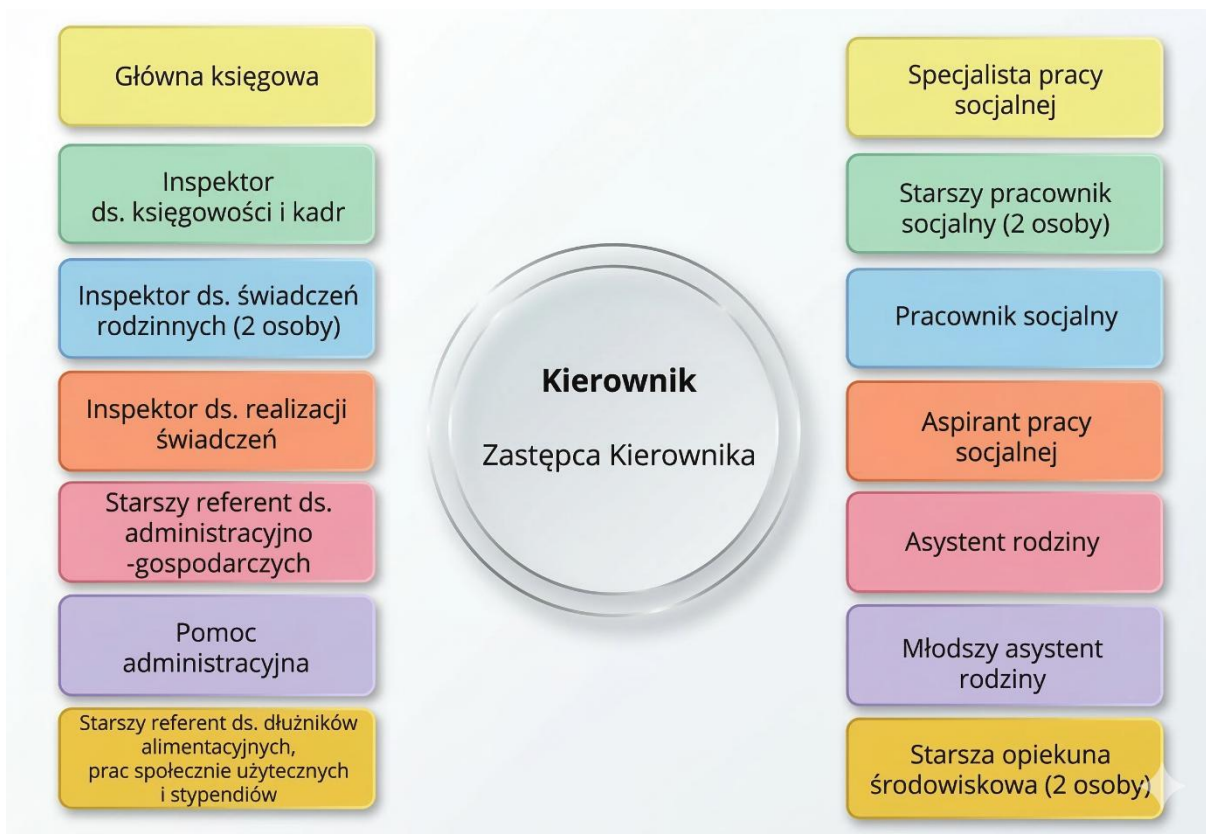 Główna księgowa
Inspektor
ds. księgowości i kadr
Inspektor ds. świadczeń
rodzinnych (2 osoby)
Inspektor ds. realizacji
świadczeń
Starszy referent ds.
administracyjno
-gospodarczych
Pomoc
administracyjna
Starszy referent ds. dłużników
alimentacyjnych,
prac społecznie użytecznych
i stypendiów
Kierownik
Zastępca Kierownika
Specjalista pracy
socjalnej
Starszy pracownik
socjalny (2 osoby)
Pracownik socjalny
Aspirant pracy
socjalnej
Asystent rodziny
Młodszy asystent
rodziny
Starsza opiekuna
środowiskowa (2 osoby)